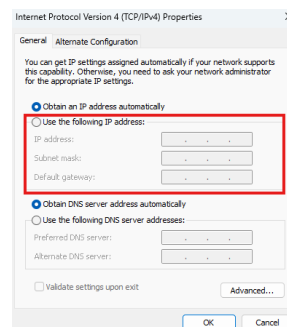 Internet Protocol Version 4 (TCP/IPv4) Properties
General Alternate Configuration
You can get IP settings assigned automatically if your network supports
this capability. Otherwise, you need to ask your network administrator
for the appropriate IP settings.
Obtain an IP address automatically
Use the following IP address:
IP address:
Subnet mask:
Default gateway:
Obtain DNS server address automatically
Use the following DNS server addresses:
Preferred DNS server:
Alternate DNS server:
Validate settings upon exit
Advanced...
OK Cancel